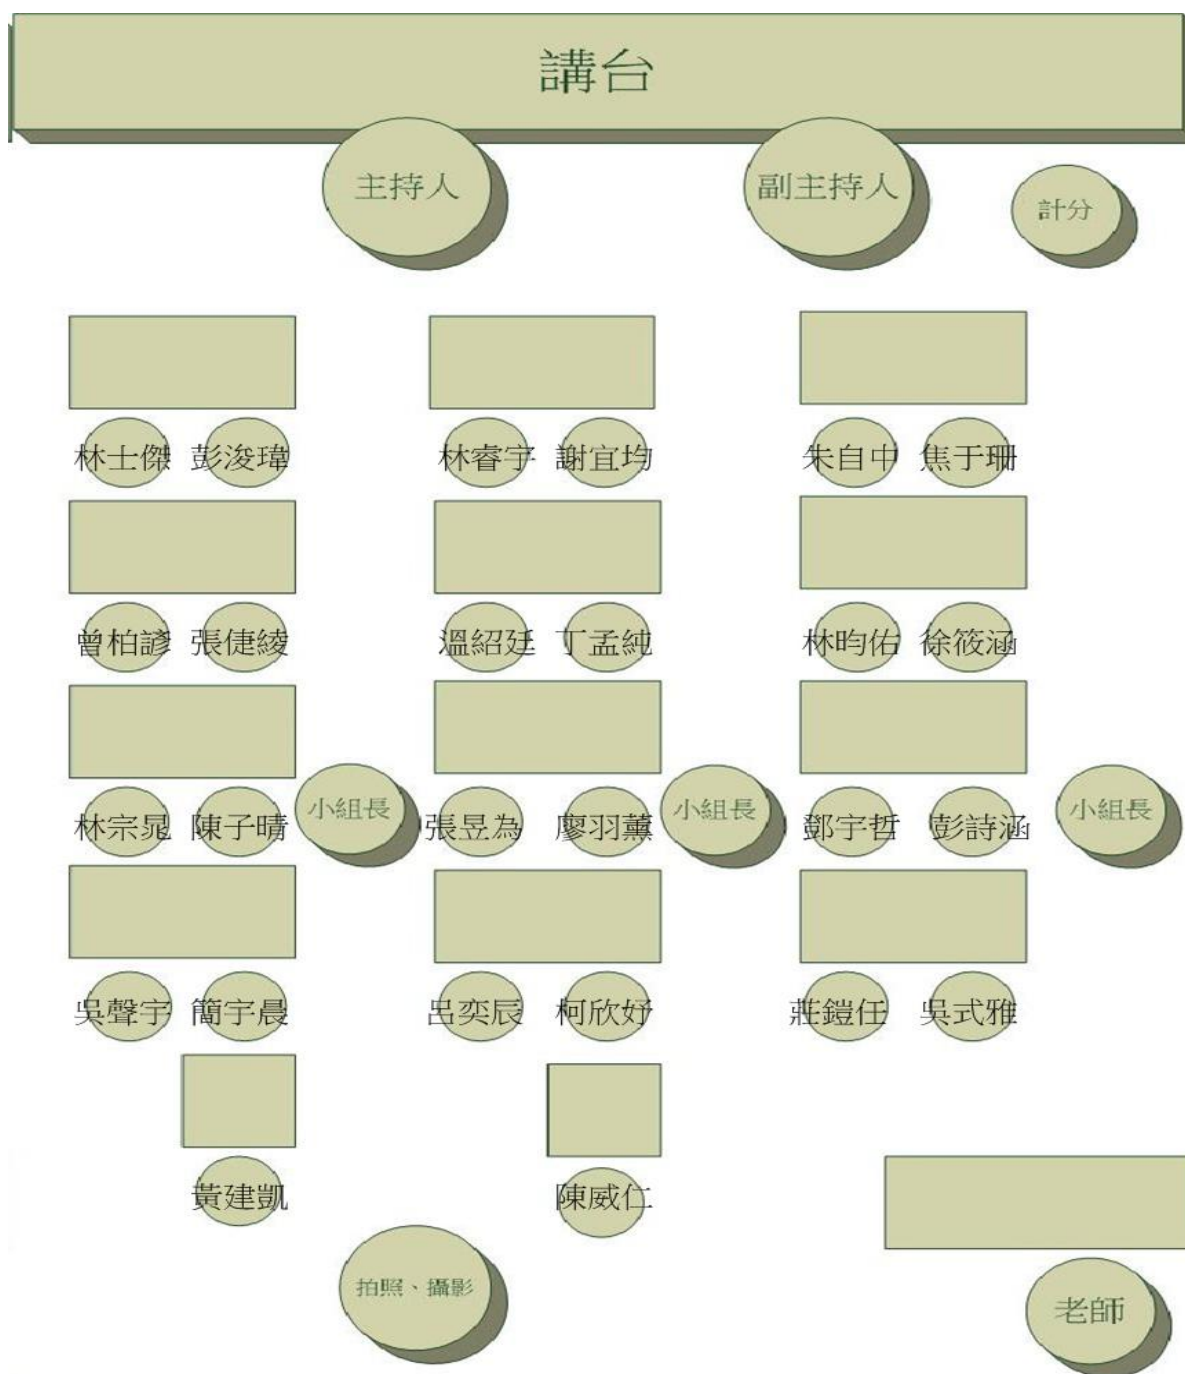 講台
主持人 副主持人 計分
林士傑 彭浚瑋 林睿宇 謝宜均 朱自中 焦于珊
曾柏諺 張倢綾 溫紹廷 丁孟純 林昀佑 徐筱涵
小組長 小組長 小組長
林宗晃 陳子晴 張昱為 廖羽薰 鄧宇哲 彭詩涵
吳聲宇 簡宇晨 呂奕辰 柯欣妤 莊鎧任 吳式雅
黃建凱 陳威仁
拍照、攝影
老師